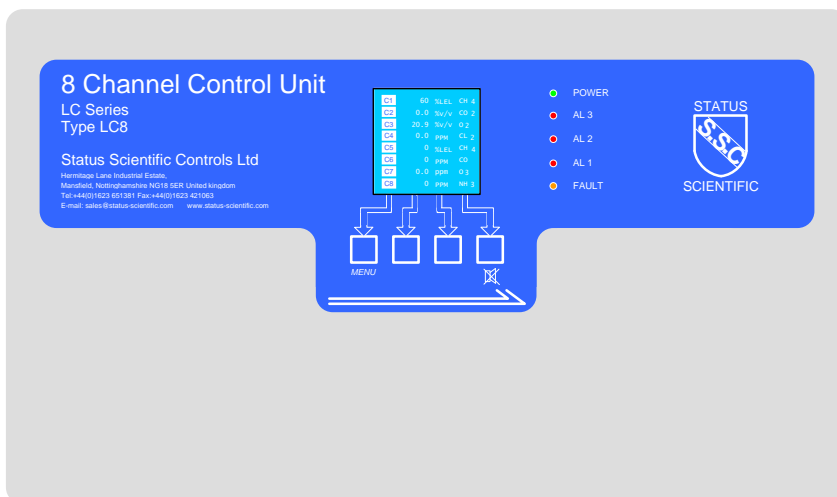 8 Channel Control Unit
LC Series
Type LC8
Status Scientific Controls Ltd
Hermitage Lane Industrial Estate,
Mansfield, Nottinghamshire NG18 5ER United kingdom
Tel:+44(0)1623 651381 Fax:+44(0)1623 421063
E-mail: sales@status-scientific.com www.status-scientific.com
C1 60 %LEL CH 4
C2 0.0 %v/v CO 2
C3 20.9 %v/v O 2
C4 0.0 PPM CL 2
C5 0 %LEL CH 4
C6 0 PPM CO
C7 0.0 ppm O 3
C8 0 PPM NH 3
MENU
POWER
AL 3
AL 2
AL 1
FAULT
STATUS
S.S.C.
SCIENTIFIC